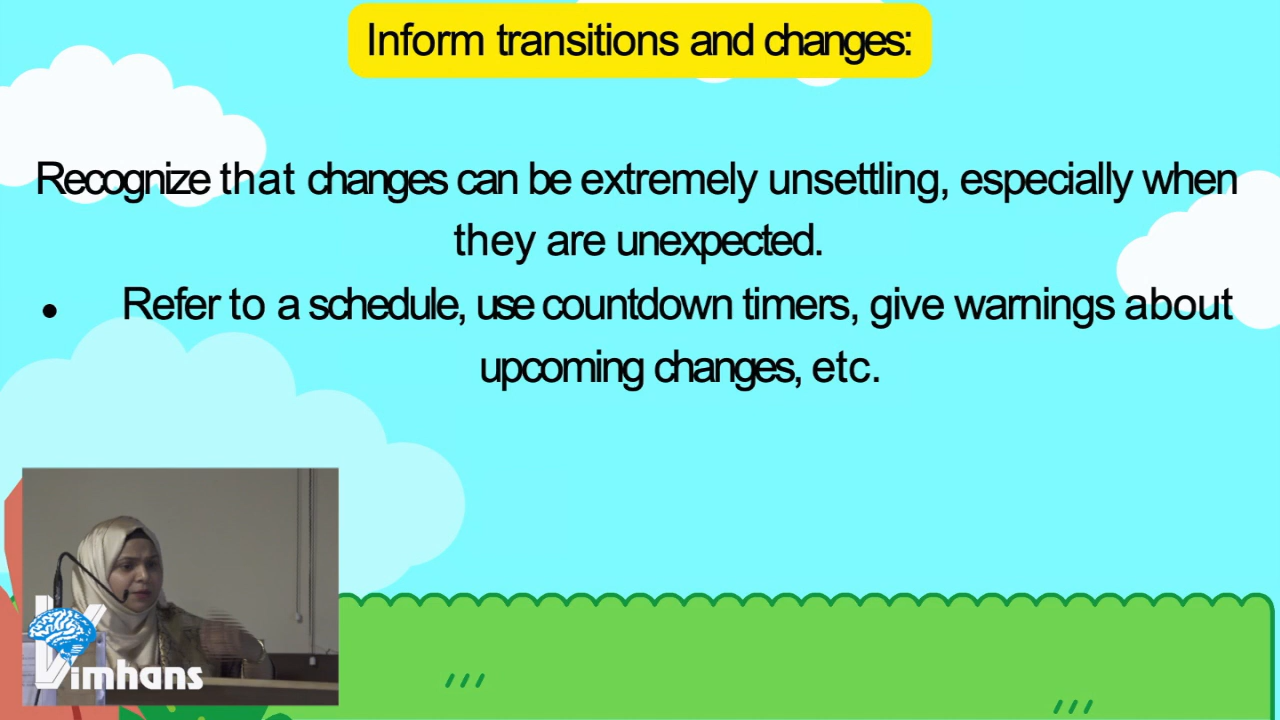 Inform transitions and changes:
Recognize that changes can be extremely unsettling, especially when
they are unexpected.
• Refer to a schedule, use countdown timers, give warnings about
upcoming changes, etc.
Vimhans